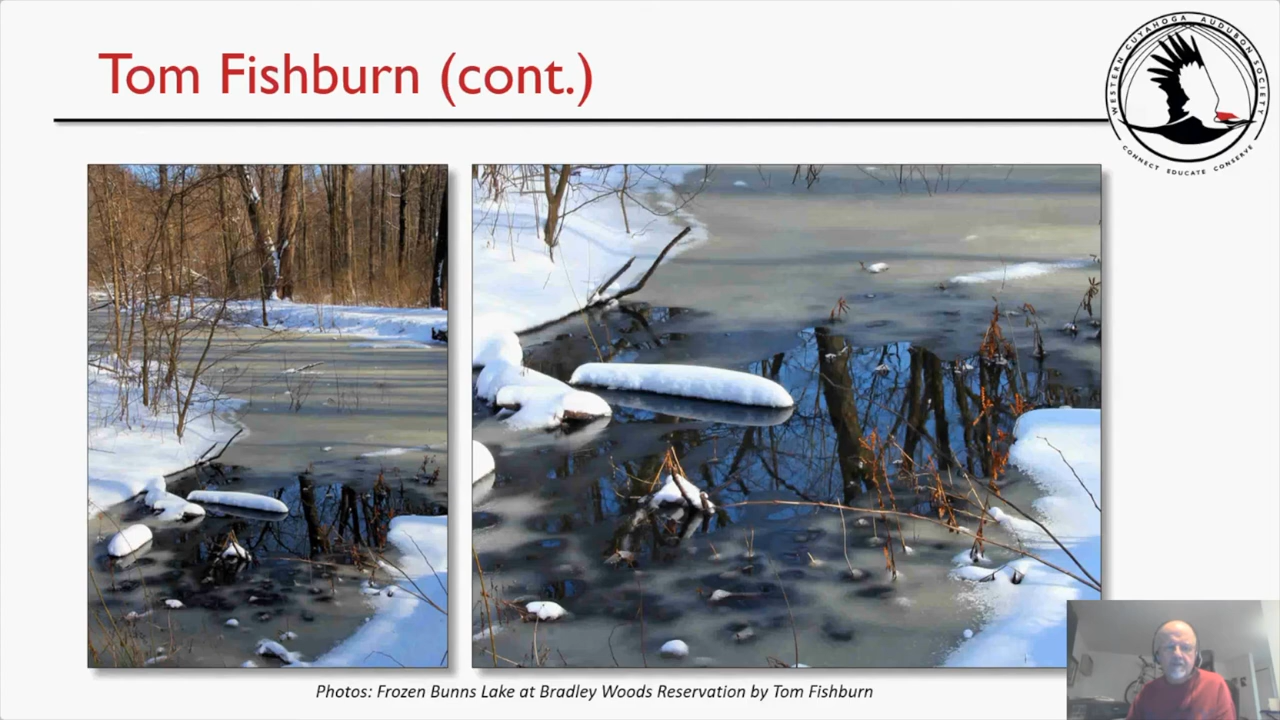 Tom Fishburn (cont.)
WESTERN CUYAHOGA AUDUBON SOCIETY
CONNECT EDUCATE CONSERVE
Photos: Frozen Bunns Lake at Bradley Woods Reservation by Tom Fishburn